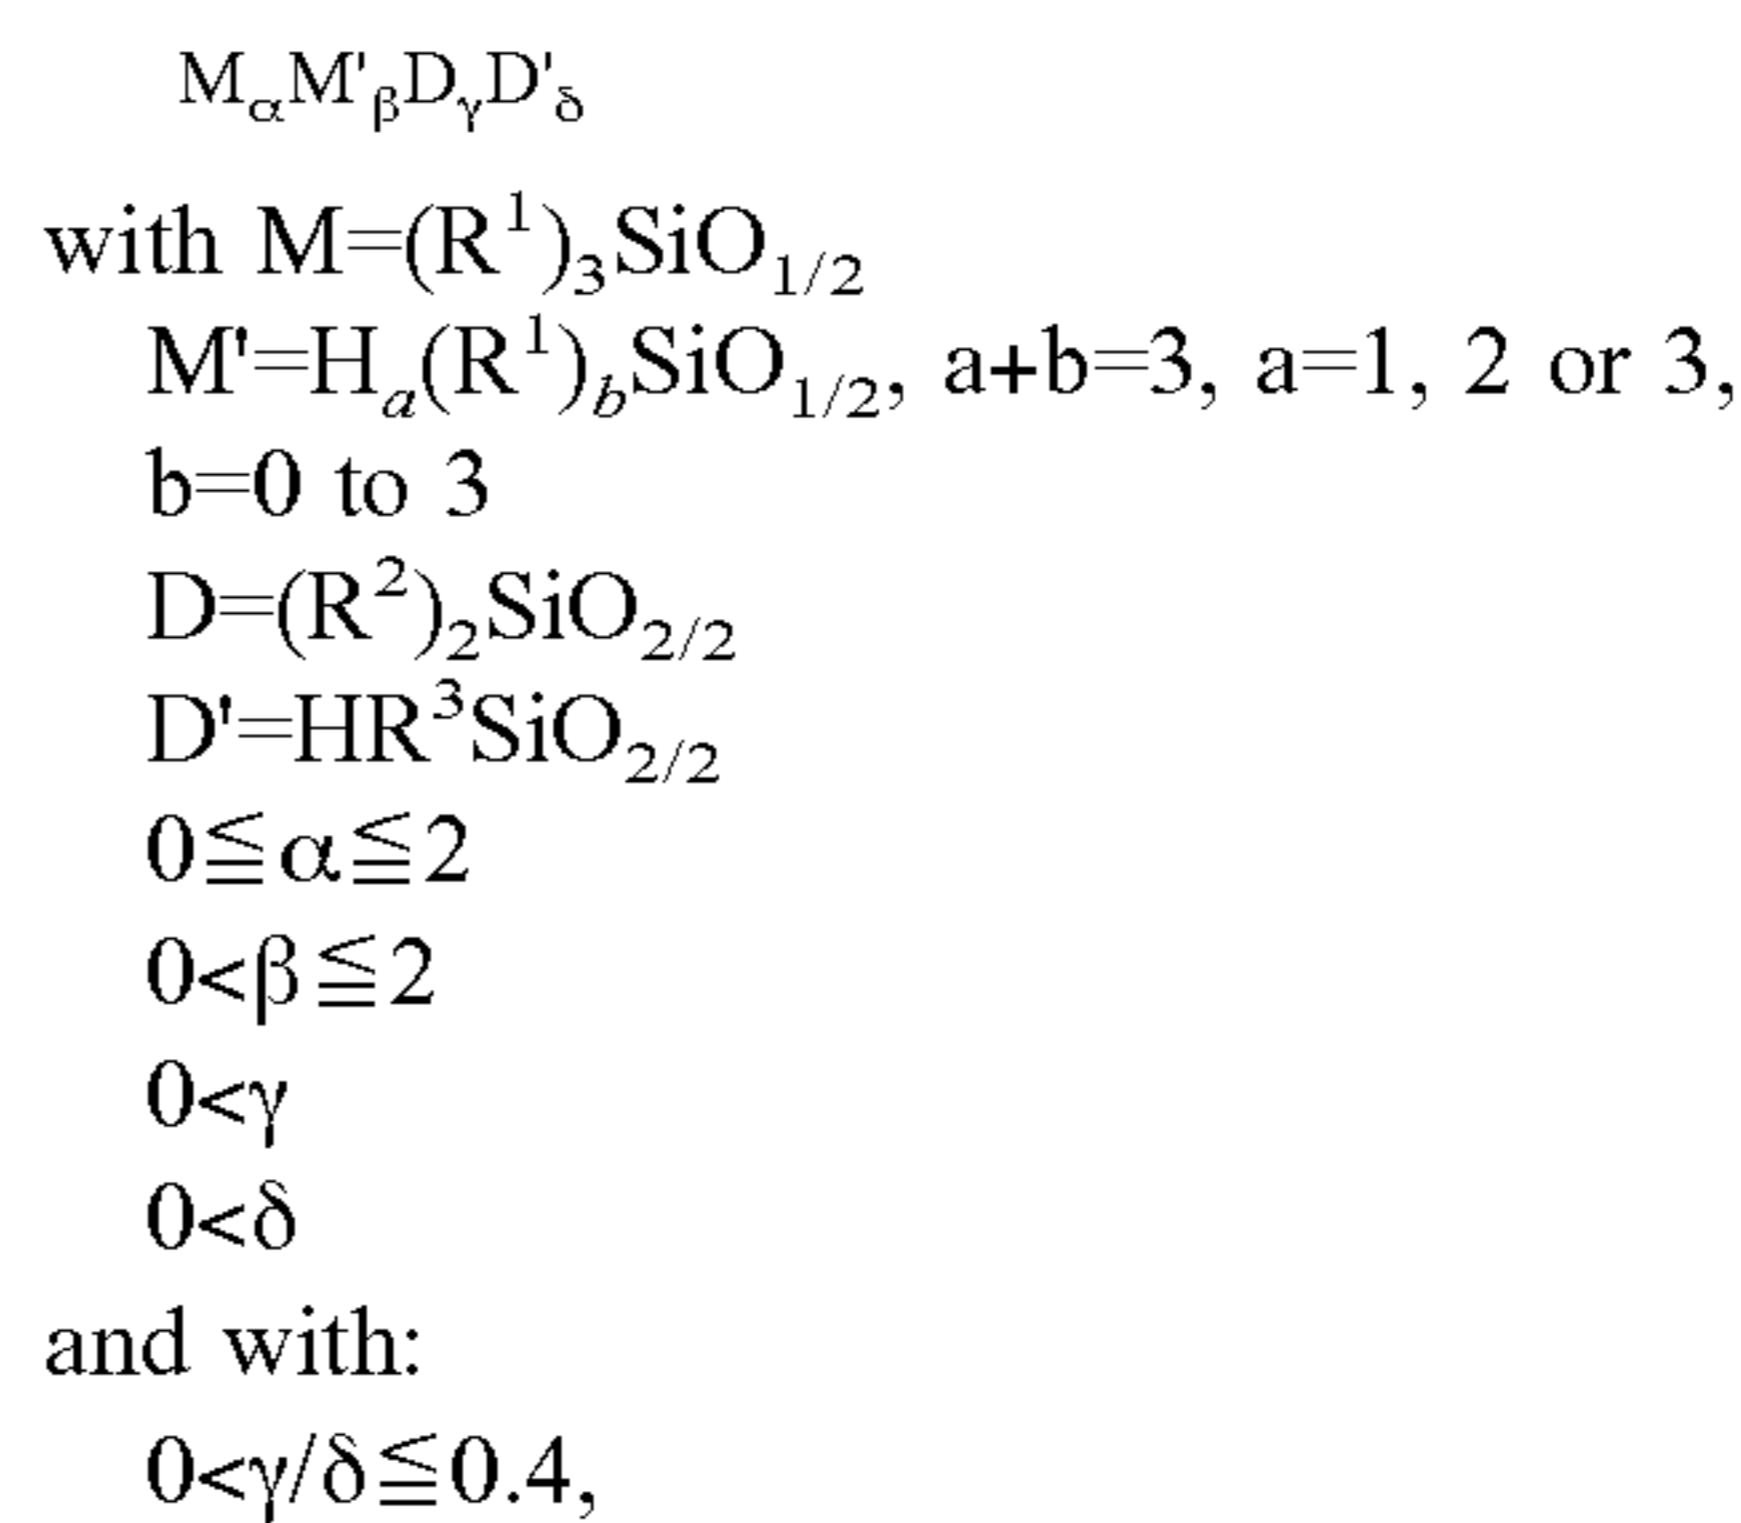 MαM'βDγD'δ
with M=(R¹)₃SiO₁/₂
M'=Hₐ(R¹)bSiO₁/₂, a+b=3, a=1, 2 or 3,
b=0 to 3
D=(R²)₂SiO₂/₂
D'=HR³SiO₂/₂
0≦α≦2
0<β≦2
0<γ
0<δ
and with:
0<γ/δ≦0.4,